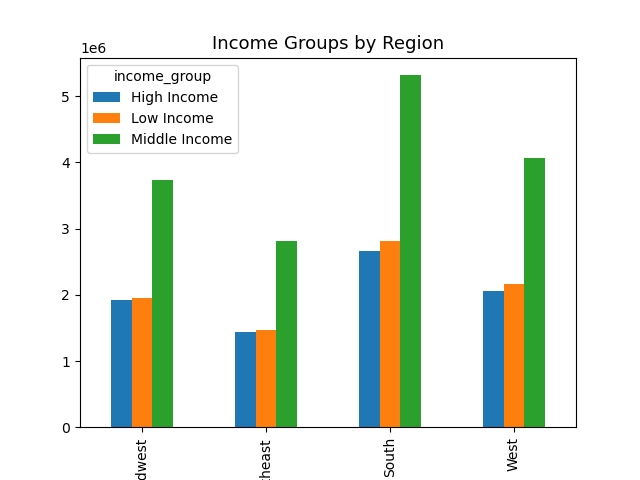 Income Groups by Region
1e6
income_group
High Income
Low Income
Middle Income
5
4
3
2
1
0
dwest
theast
South
West